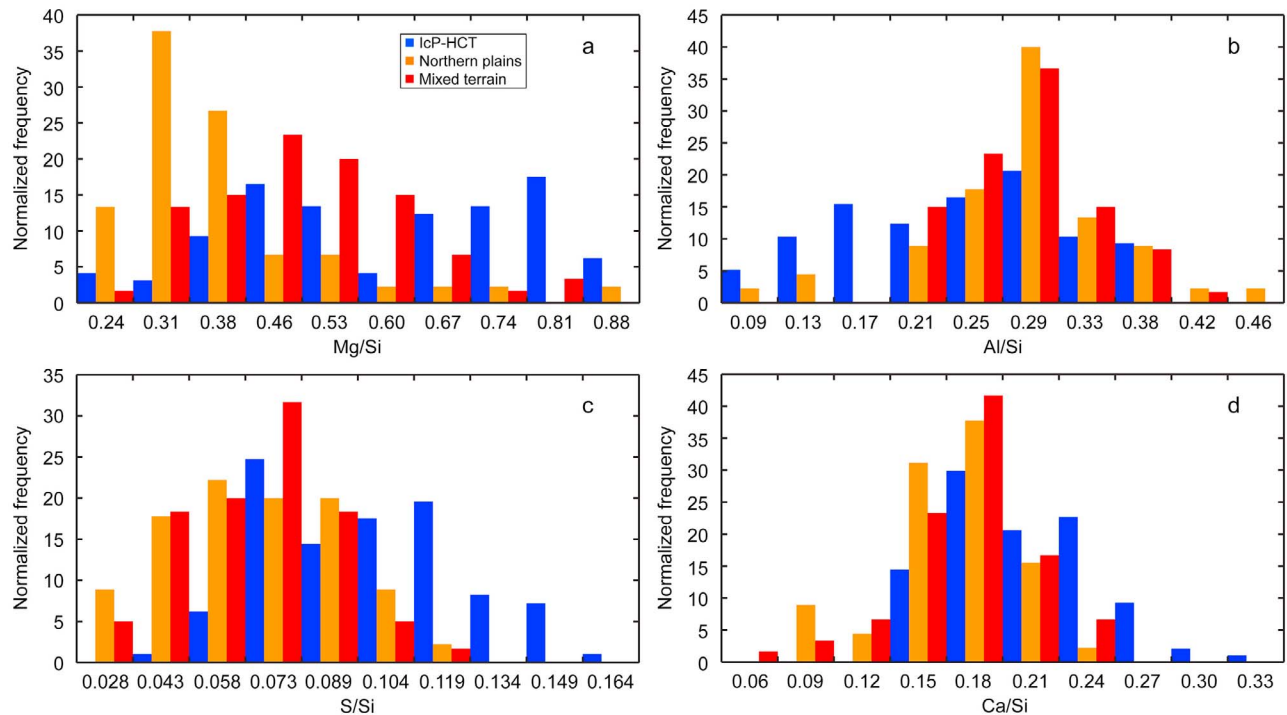 a
IcP-HCT
Northern plains
Mixed terrain
Normalized frequency
40
35
30
25
20
15
10
5
0
0.24 0.31 0.38 0.46 0.53 0.60 0.67 0.74 0.81 0.88
Mg/Si
b
Normalized frequency
45
40
35
30
25
20
15
10
5
0
0.09 0.13 0.17 0.21 0.25 0.29 0.33 0.38 0.42 0.46
Al/Si
c
Normalized frequency
35
30
25
20
15
10
5
0
0.028 0.043 0.058 0.073 0.089 0.104 0.119 0.134 0.149 0.164
S/Si
d
Normalized frequency
45
40
35
30
25
20
15
10
5
0
0.06 0.09 0.12 0.15 0.18 0.21 0.24 0.27 0.30 0.33
Ca/Si